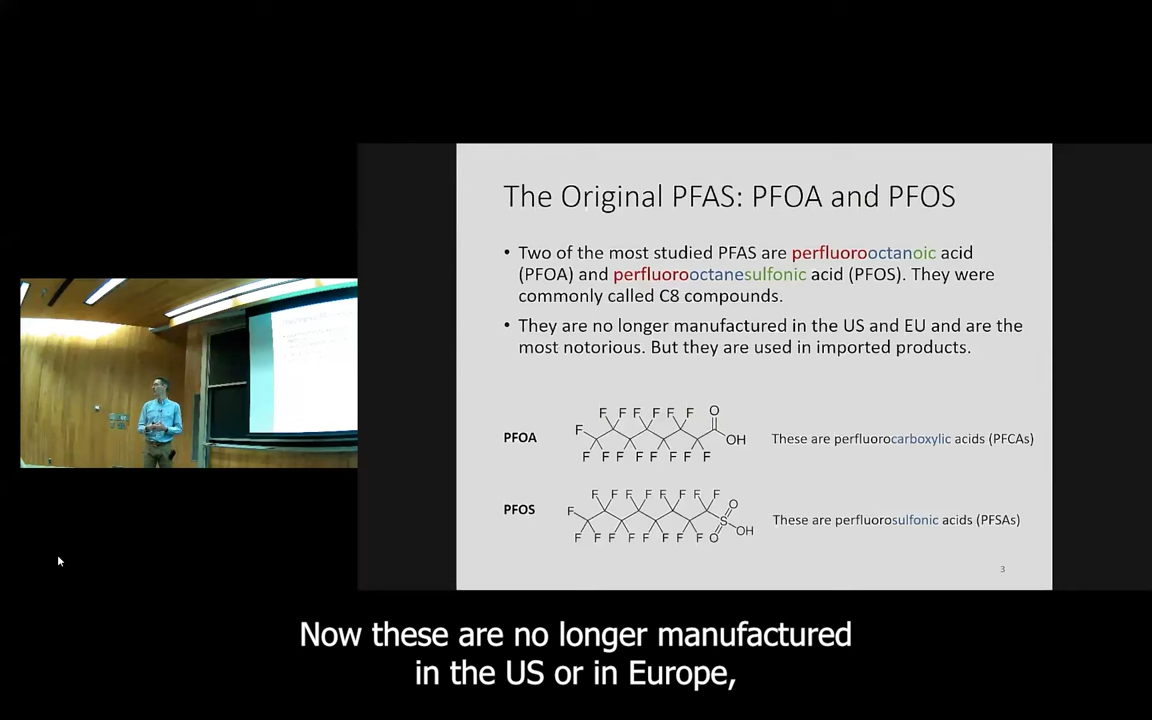 The Original PFAS: PFOA and PFOS
• Two of the most studied PFAS are perfluorooctanoic acid
(PFOA) and perfluorooctanesulfonic acid (PFOS). They were
commonly called C8 compounds.
• They are no longer manufactured in the US and EU and are the
most notorious. But they are used in imported products.
F F F F F F O
F
PFOA
OH
These are perfluorocarboxylic acids (PFCAs)
F F F F F F F
F F F F F F F F
O
F
PFOS
S
OH
These are perfluorosulfonic acids (PFSAs)
F F F F F F F F O
3
Now these are no longer manufactured
in the US or in Europe,